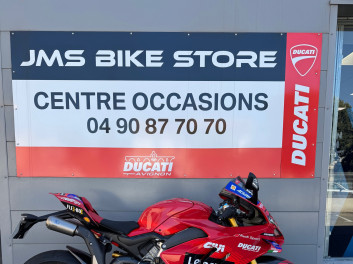 JMS BIKE STORE
DUCATI
CENTRE OCCASIONS
04 90 87 70 70
DUCATI
DUCATI
AVIGNON
DUCATI